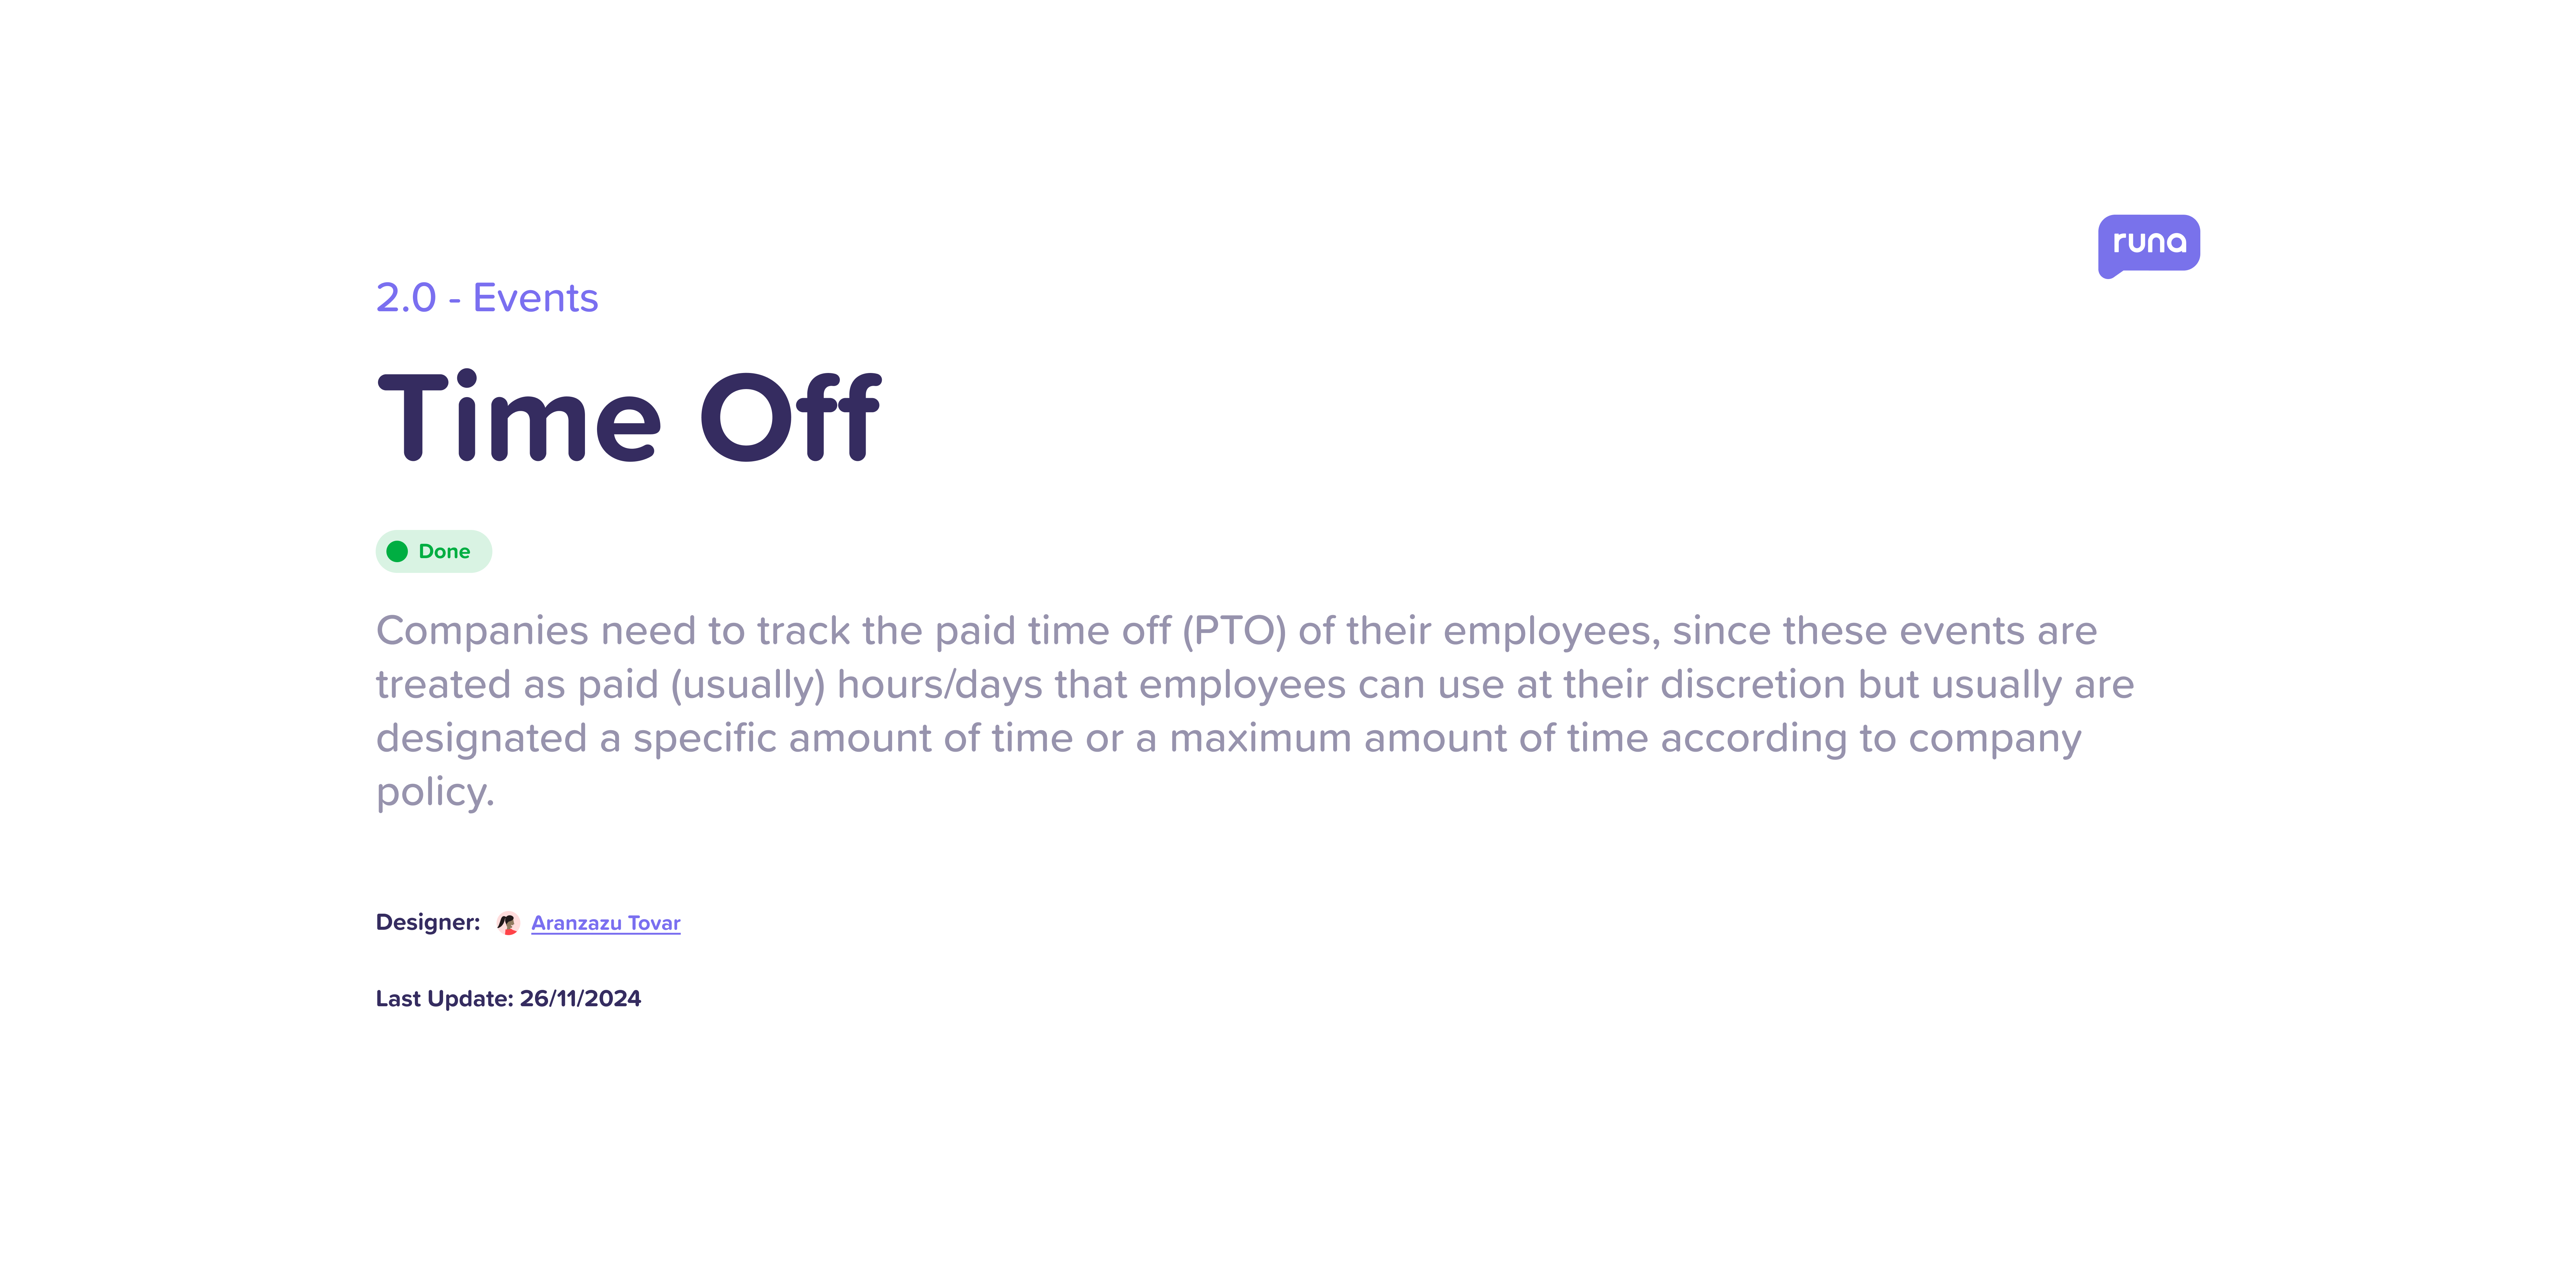 runa
2.0 - Events
Time Off
Done
Companies need to track the paid time off (PTO) of their employees, since these events are
treated as paid (usually) hours/days that employees can use at their discretion but usually are
designated a specific amount of time or a maximum amount of time according to company
policy.
Designer: Aranzazu Tovar
Last Update: 26/11/2024